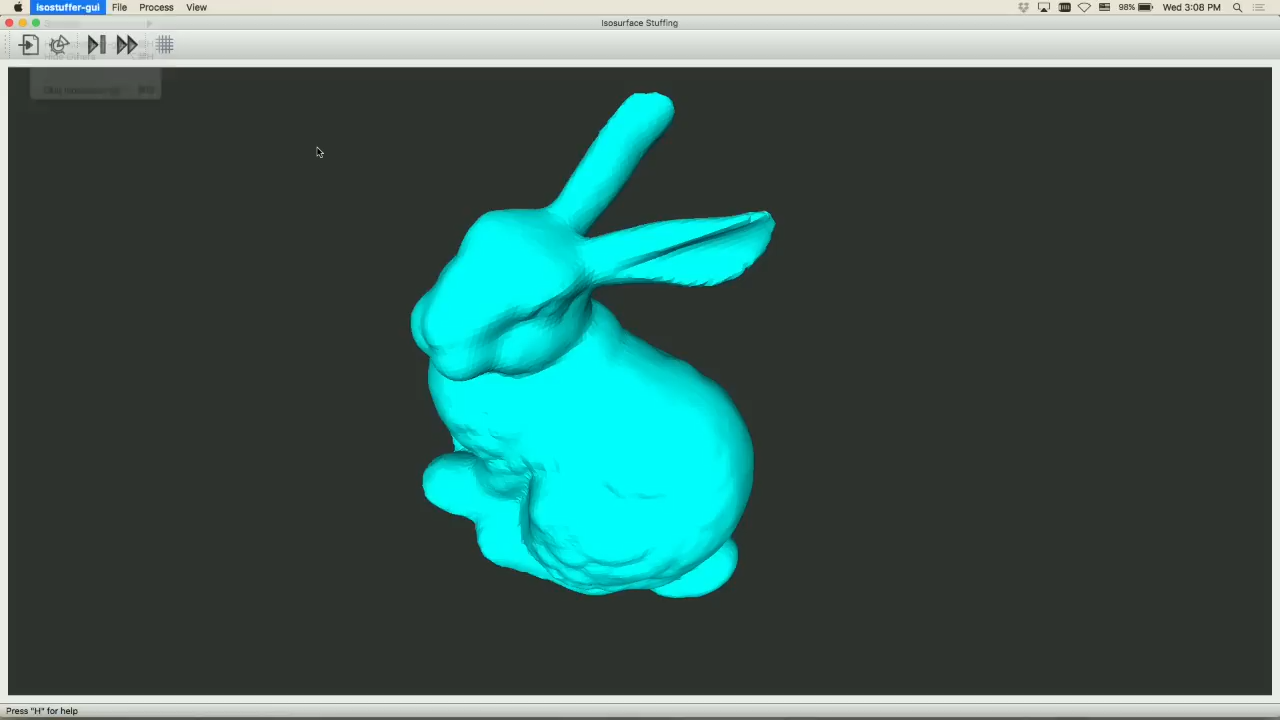 isostuffer-gui File Process View 98% Wed 3:08 PM
Isosurface Stuffing
Press "H" for help